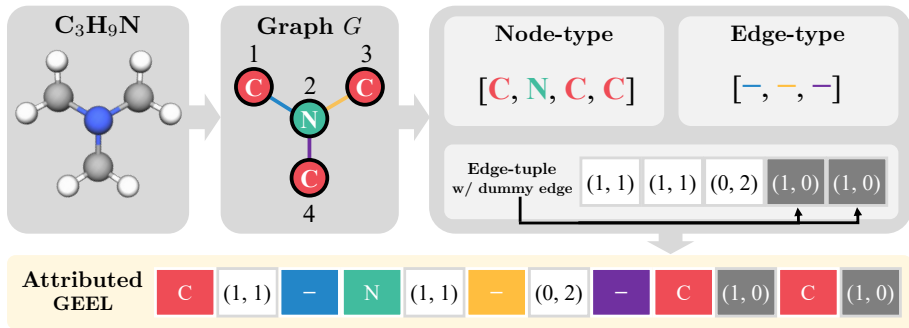 C₃H₉N
Graph G
1
3
2
C
C
N
C
4
Node-type
[C, N, C, C]
Edge-type
[–, –, –]
Edge-tuple
w/ dummy edge
(1, 1) (1, 1) (0, 2) (1, 0) (1, 0)
Attributed
GEEL
C (1, 1) – N (1, 1) – (0, 2) – C (1, 0) C (1, 0)